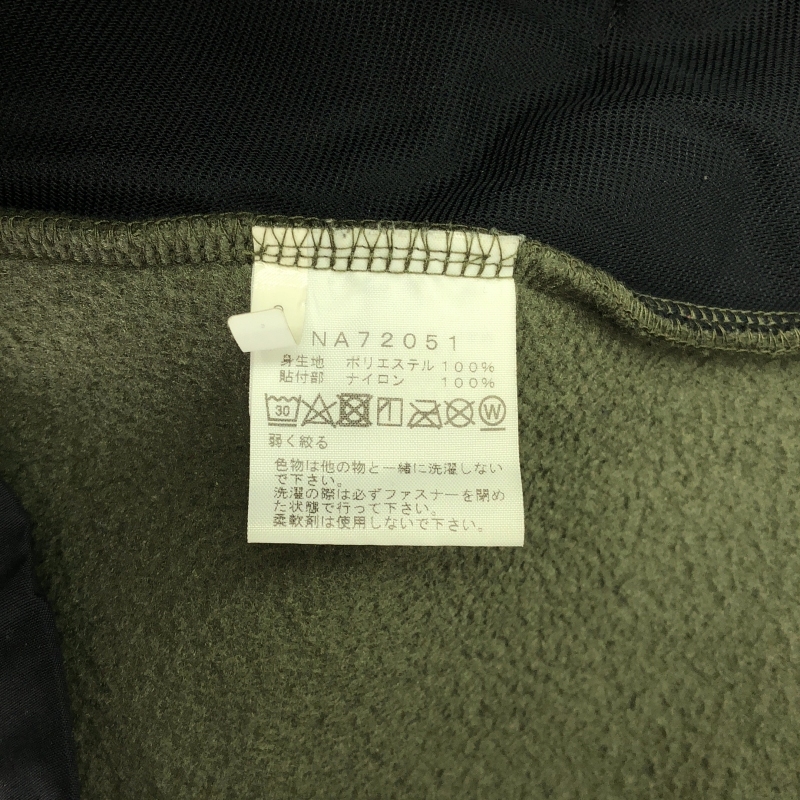 NA72051
身生地 ポリエステル 100%
貼付部 ナイロン 100%
30 W
弱く絞る
色物は他の物と一緒に洗濯しない
で下さい。
洗濯の際は必ずファスナーを閉め
た状態で行って下さい。
柔軟剤は使用しないで下さい。